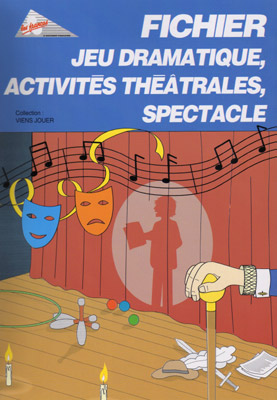 FICHIER
JEU DRAMATIQUE,
ACTIVITÉS THÉÂTRALES,
SPECTACLE
Collection :
VIENS JOUER